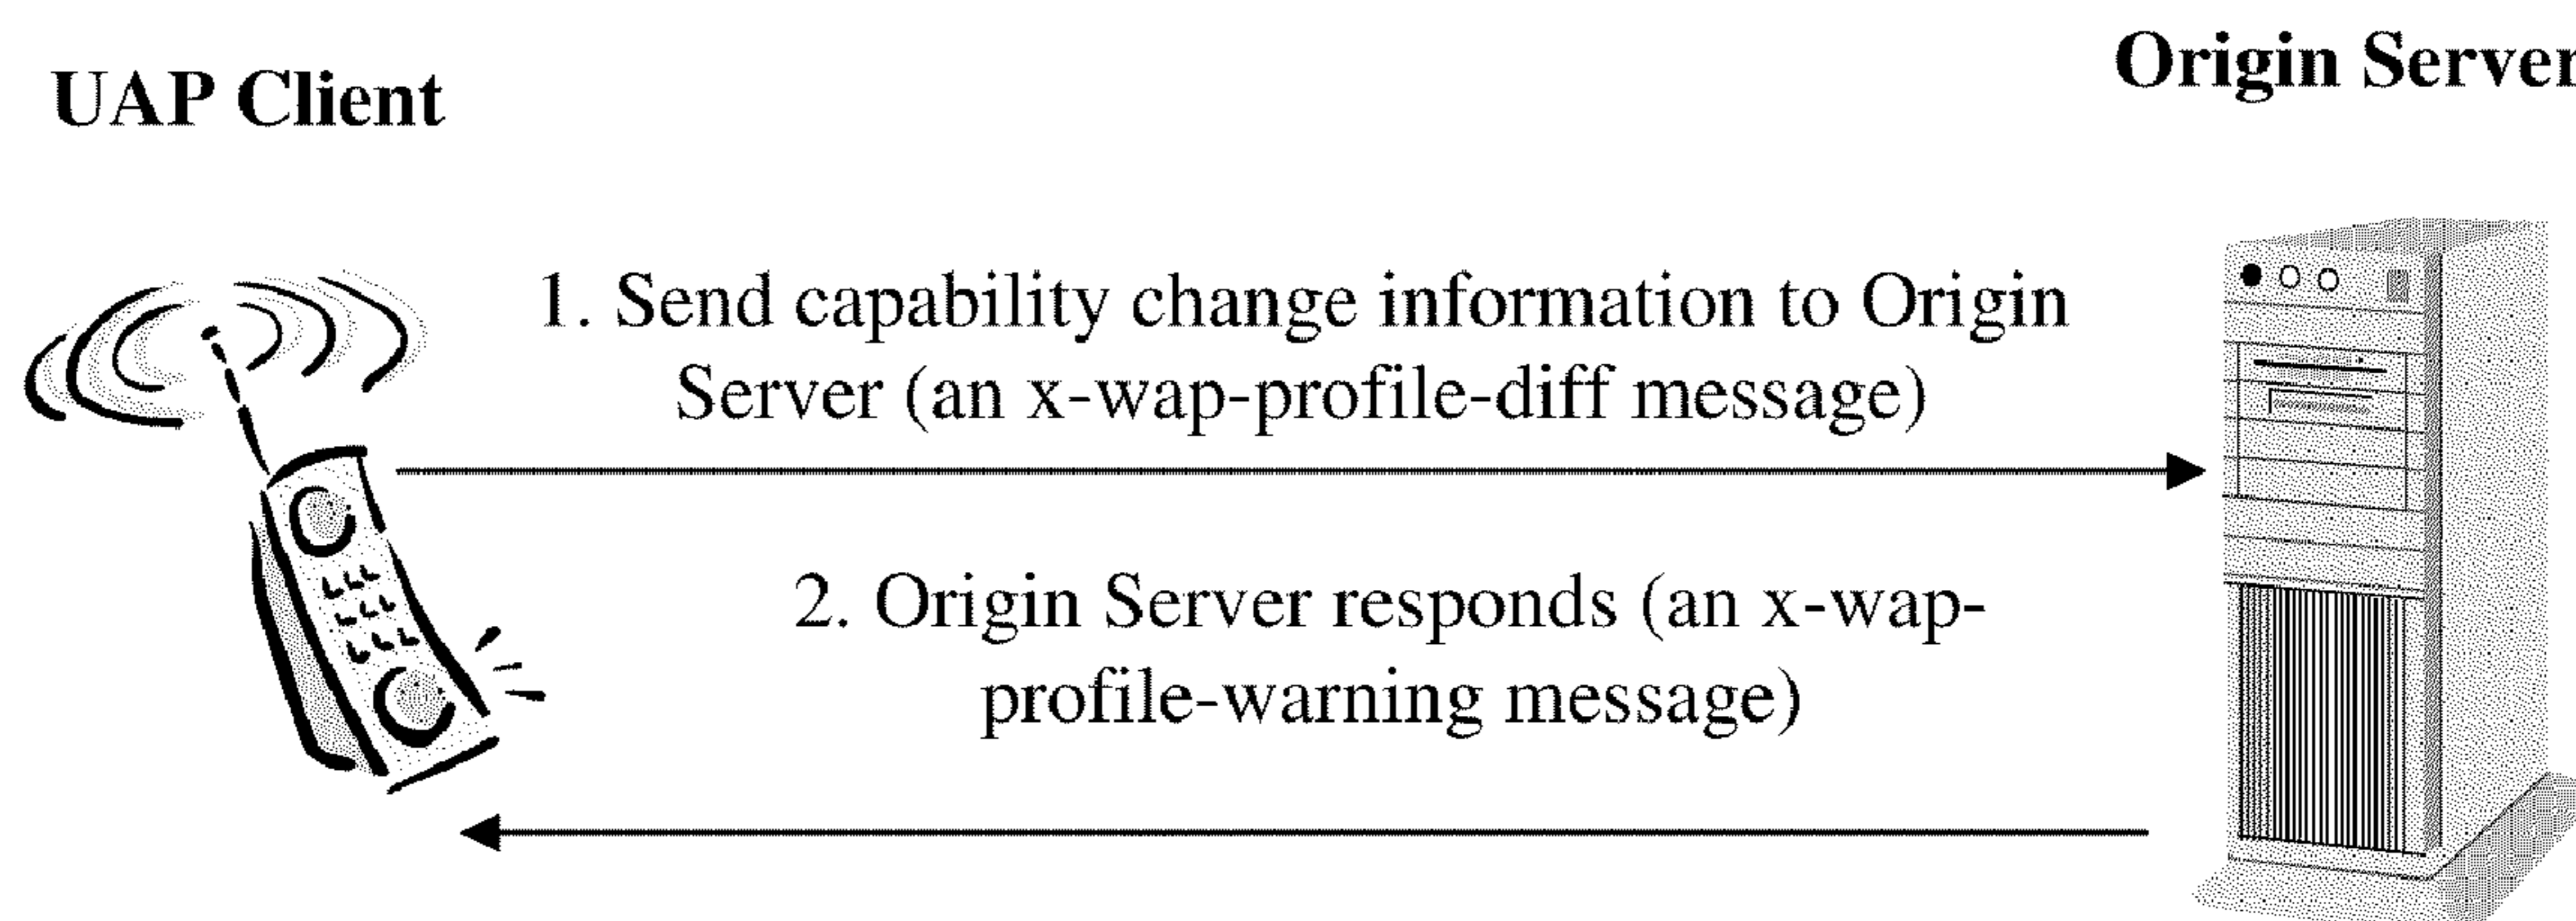 UAP Client
Origin Server
1. Send capability change information to Origin
Server (an x-wap-profile-diff message)
2. Origin Server responds (an x-wap-
profile-warning message)